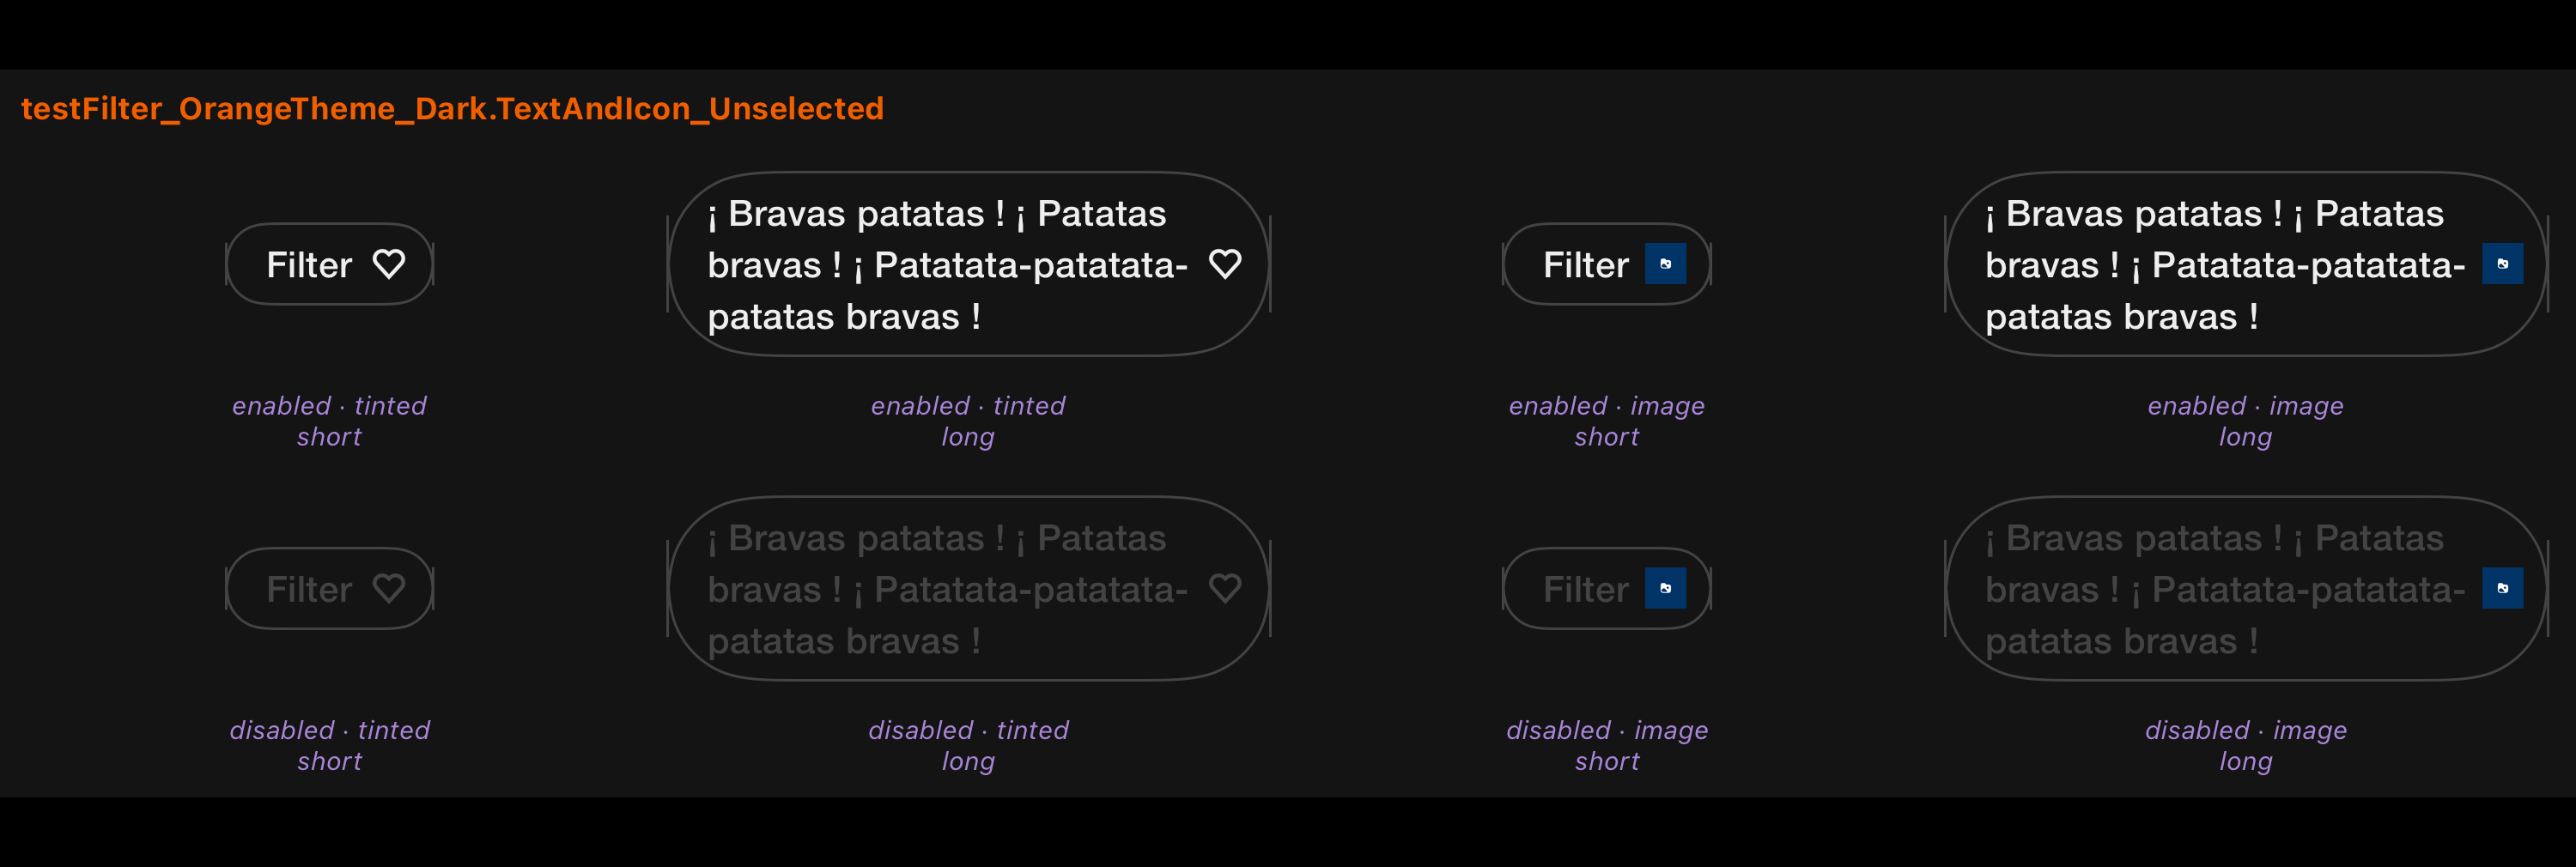 testFilter_OrangeTheme_Dark.TextAndIcon_Unselected
Filter
¡ Bravas patatas ! ¡ Patatas
bravas ! ¡ Patatata-patatata-
patatas bravas !
Filter
¡ Bravas patatas ! ¡ Patatas
bravas ! ¡ Patatata-patatata-
patatas bravas !
enabled · tinted
short
enabled · tinted
long
enabled · image
short
enabled · image
long
Filter
¡ Bravas patatas ! ¡ Patatas
bravas ! ¡ Patatata-patatata-
patatas bravas !
Filter
¡ Bravas patatas ! ¡ Patatas
bravas ! ¡ Patatata-patatata-
patatas bravas !
disabled · tinted
short
disabled · tinted
long
disabled · image
short
disabled · image
long